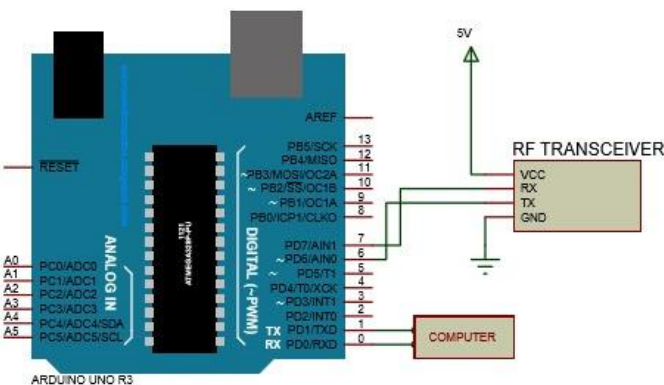 5V
RF TRANSCEIVER
VCC
RX
TX
GND
AREF
PB5/SCK 13
PB4/MISO 12
~PB3/MOSI/OC2A 11
~ PB2/SS/OC1B 10
~ PB1/OC1A 9
PB0/ICP1/CLKO 8
PD7/AIN1 7
~ PD6/AIN0 6
~ PD5/T1 5
PD4/T0/XCK 4
~ PD3/INT1 3
PD2/INT0 2
TX PD1/TXD 1
RX PD0/RXD 0
DIGITAL (~PWM)
RESET
1121
ATMEGA328P-PU
ANALOG IN
A0 PC0/ADC0
A1 PC1/ADC1
A2 PC2/ADC2
A3 PC3/ADC3
A4 PC4/ADC4/SDA
A5 PC5/ADC5/SCL
COMPUTER
ARDUINO UNO R3